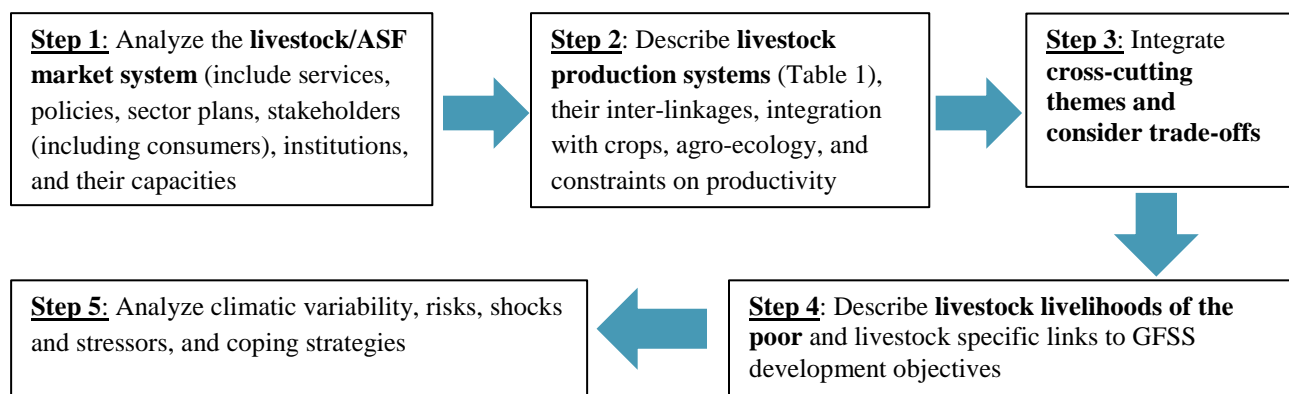 Step 1: Analyze the livestock/ASF
market system (include services,
policies, sector plans, stakeholders
(including consumers), institutions,
and their capacities
Step 2: Describe livestock
production systems (Table 1),
their inter-linkages, integration
with crops, agro-ecology, and
constraints on productivity
Step 3: Integrate
cross-cutting
themes and
consider trade-offs
Step 4: Describe livestock livelihoods of the
poor and livestock specific links to GFSS
development objectives
Step 5: Analyze climatic variability, risks, shocks
and stressors, and coping strategies